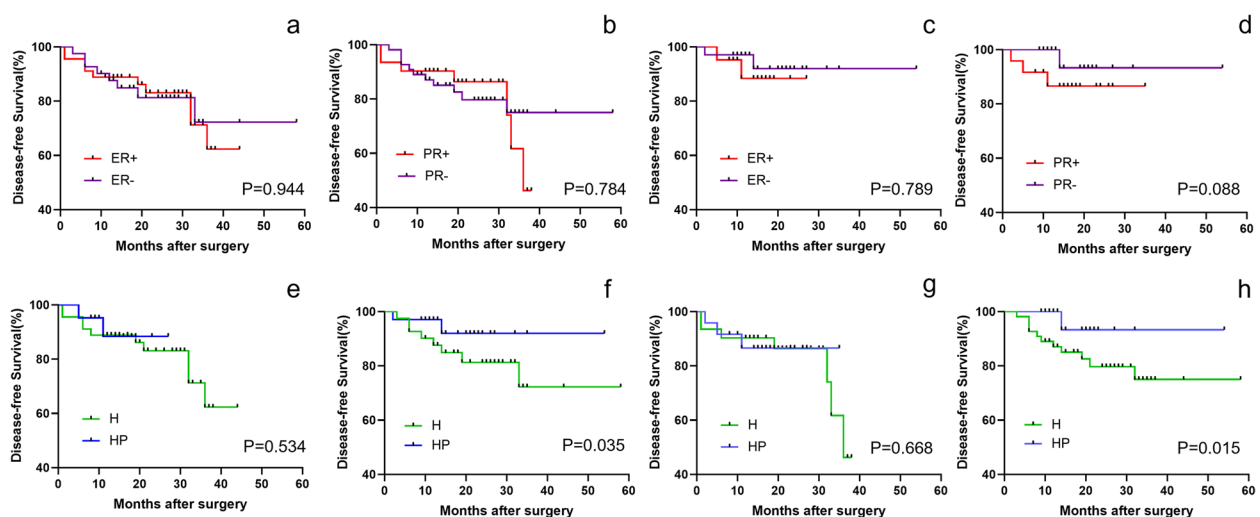 a
Disease-free Survival(%)
100
80
60
40
ER+
ER-
P=0.944
0 10 20 30 40 50 60
Months after surgery
b
Disease-free Survival(%)
100
80
60
40
PR+
PR-
P=0.784
0 10 20 30 40 50 60
Months after surgery
c
Disease-free Survival(%)
100
80
60
40
ER+
ER-
P=0.789
0 10 20 30 40 50 60
Months after surgery
d
Disease-free Survival(%)
100
80
60
40
PR+
PR-
P=0.088
0 10 20 30 40 50 60
Months after surgery
e
Disease-free Survival(%)
100
80
60
40
H
HP
P=0.534
0 10 20 30 40 50 60
Months after surgery
f
Disease-free Survival(%)
100
80
60
40
H
HP
P=0.035
0 10 20 30 40 50 60
Months after surgery
g
Disease-free Survival(%)
100
80
60
40
H
HP
P=0.668
0 10 20 30 40 50 60
Months after surgery
h
Disease-free Survival(%)
100
80
60
40
H
HP
P=0.015
0 10 20 30 40 50 60
Months after surgery